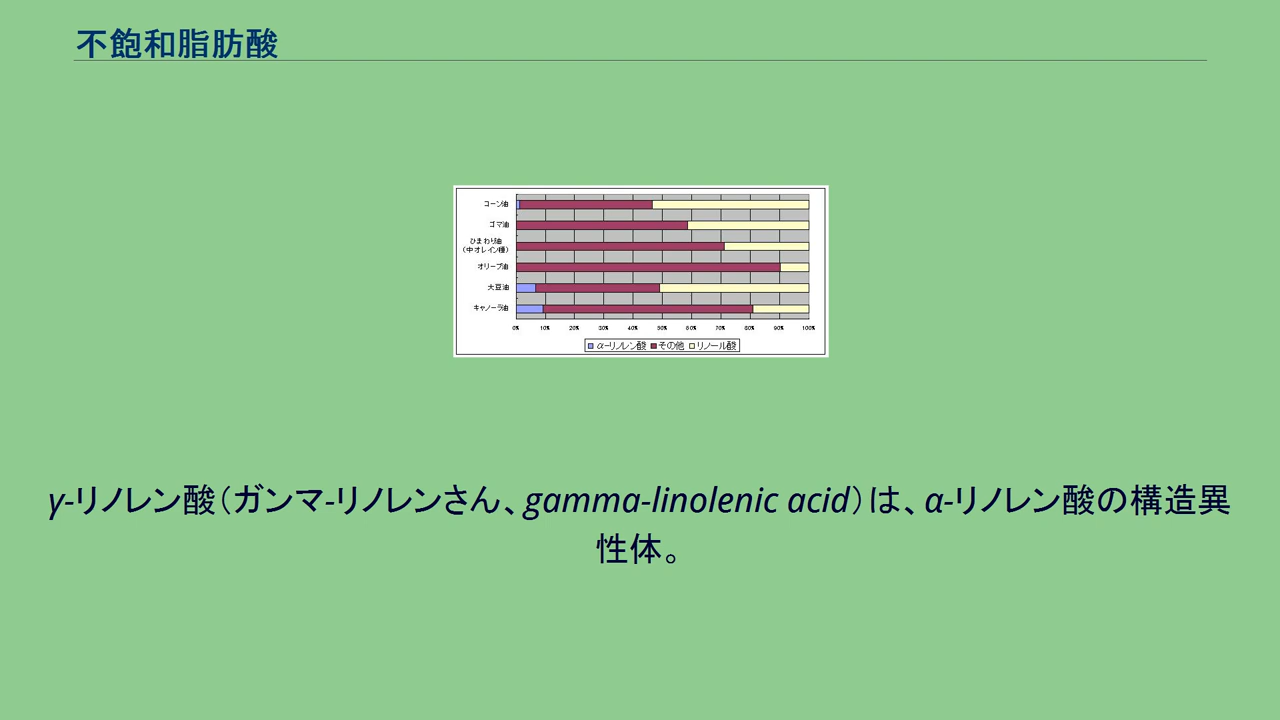 不飽和脂肪酸
コーン油
ゴマ油
ひまわり油
(中オレイン種)
オリーブ油
大豆油
キャノーラ油
0% 10% 20% 30% 40% 50% 60% 70% 80% 90% 100%
α-リノレン酸 その他 リノール酸
γ-リノレン酸(ガンマ-リノレンさん、gamma-linolenic acid)は、α-リノレン酸の構造異
性体。